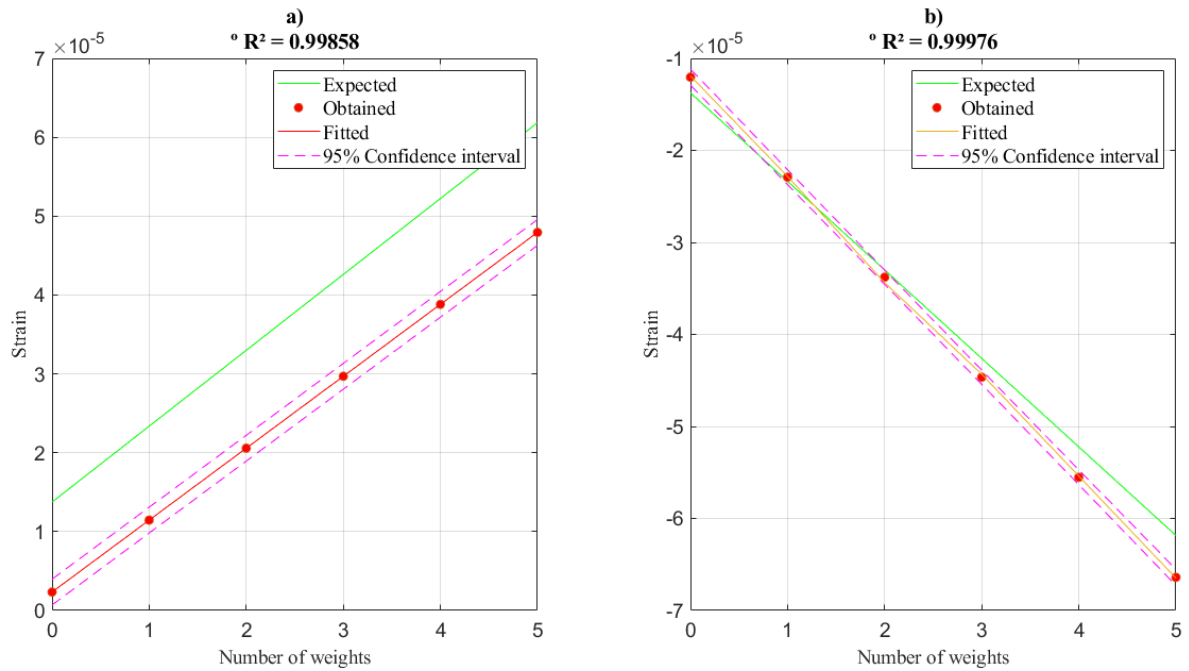 a)
° R² = 0.99858
×10⁻⁵
7
6
5
4
3
2
1
0
Strain
0 1 2 3 4 5
Number of weights
Expected
Obtained
Fitted
95% Confidence interval
b)
° R² = 0.99976
×10⁻⁵
-1
-2
-3
-4
-5
-6
-7
Strain
0 1 2 3 4 5
Number of weights
Expected
Obtained
Fitted
95% Confidence interval